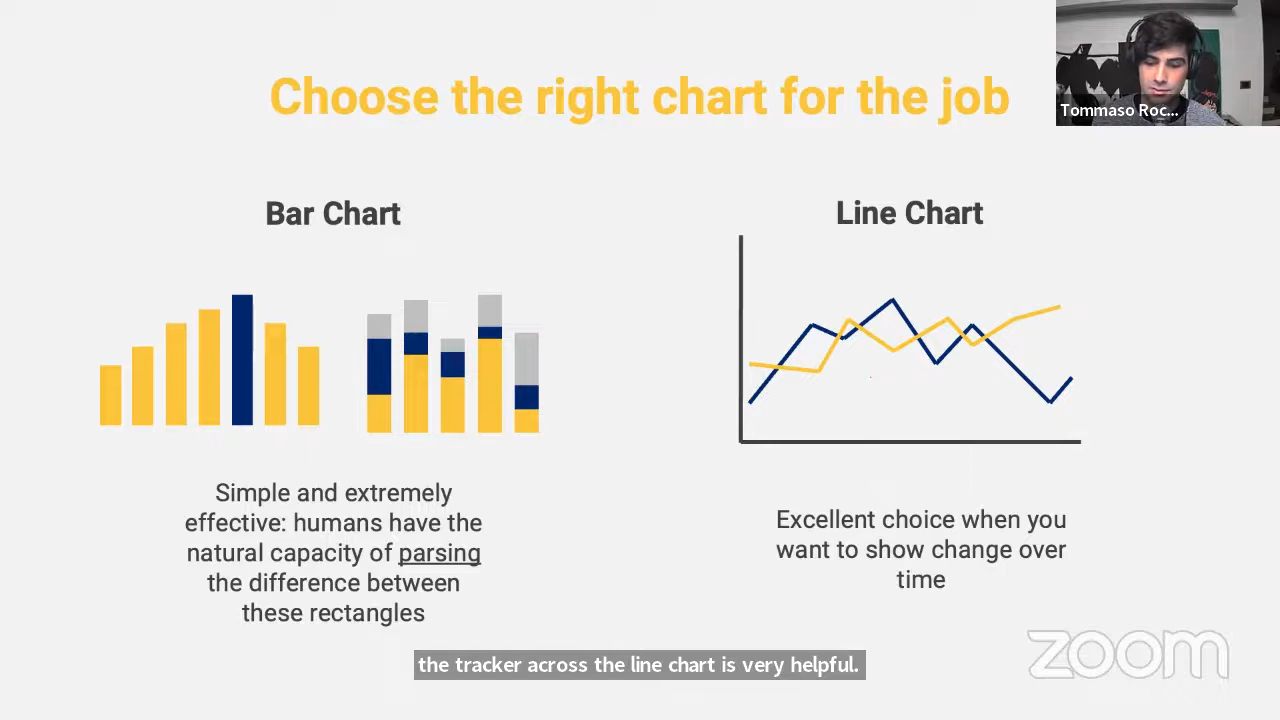 Choose the right chart for the job
Tommaso Roc...
Bar Chart
Simple and extremely
effective: humans have the
natural capacity of parsing
the difference between
these rectangles
Line Chart
Excellent choice when you
want to show change over
time
the tracker across the line chart is very helpful.
zoom